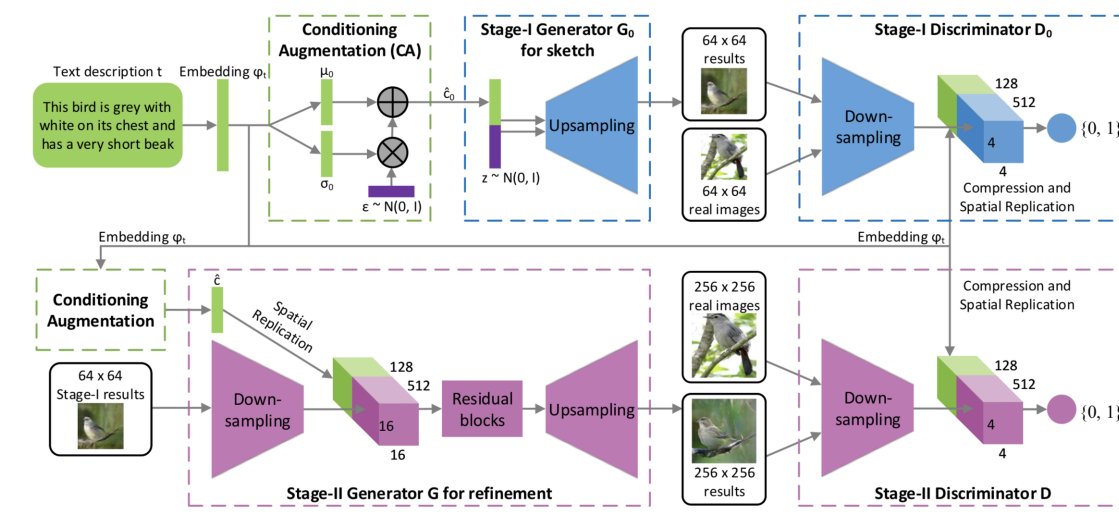 Conditioning
Augmentation (CA)
Stage-I Generator G₀
for sketch
Stage-I Discriminator D₀
Text description t
Embedding φₜ
This bird is grey with
white on its chest and
has a very short beak
μ₀
σ₀
ε ~ N(0, I)
ĉ₀
z ~ N(0, I)
Upsampling
64 x 64
results
64 x 64
real images
Down-
sampling
128
512
4
4
{0, 1}
Compression and
Spatial Replication
Embedding φₜ
Embedding φₜ
Conditioning
Augmentation
ĉ
Spatial
Replication
64 x 64
Stage-I results
Down-
sampling
128
512
16
16
Residual
blocks
Upsampling
Stage-II Generator G for refinement
256 x 256
real images
256 x 256
results
Compression and
Spatial Replication
Down-
sampling
128
512
4
4
{0, 1}
Stage-II Discriminator D